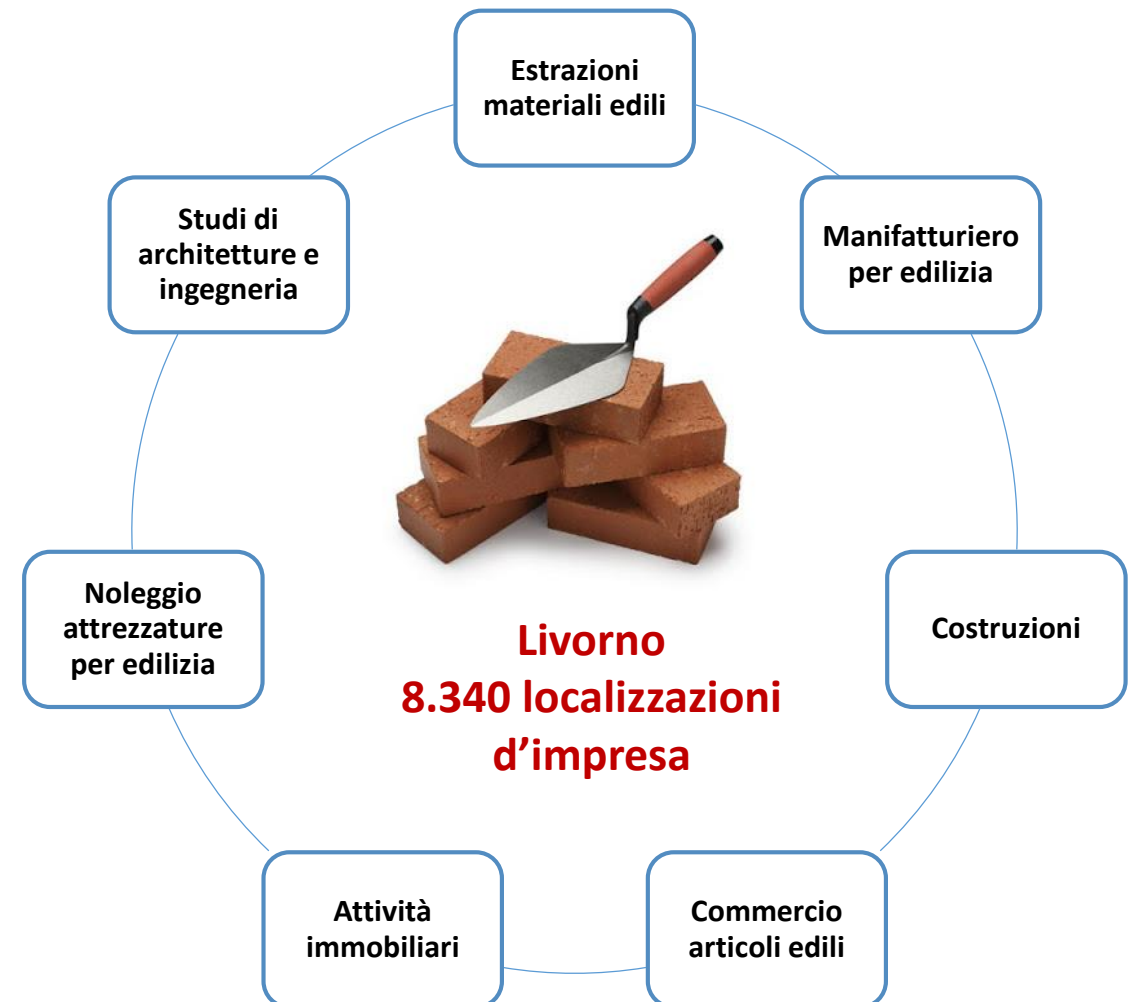 Estrazioni
materiali edili
Manifatturiero
per edilizia
Costruzioni
Commercio
articoli edili
Attività
immobiliari
Noleggio
attrezzature
per edilizia
Studi di
architetture e
ingegneria
Livorno
8.340 localizzazioni
d’impresa